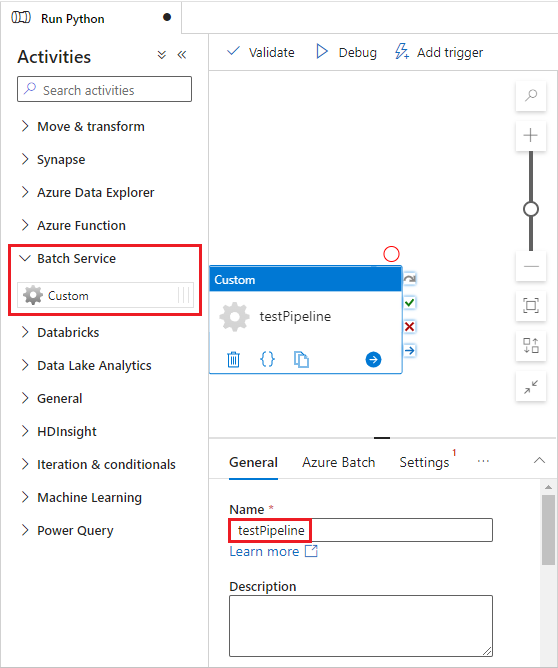 Run Python
Activities
Search activities
Move & transform
Synapse
Azure Data Explorer
Azure Function
Batch Service
Custom
Databricks
Data Lake Analytics
General
HDInsight
Iteration & conditionals
Machine Learning
Power Query
Validate
Debug
Add trigger
Custom
testPipeline
{}
General
Azure Batch
Settings 1
...
Name *
testPipeline
Learn more
Description